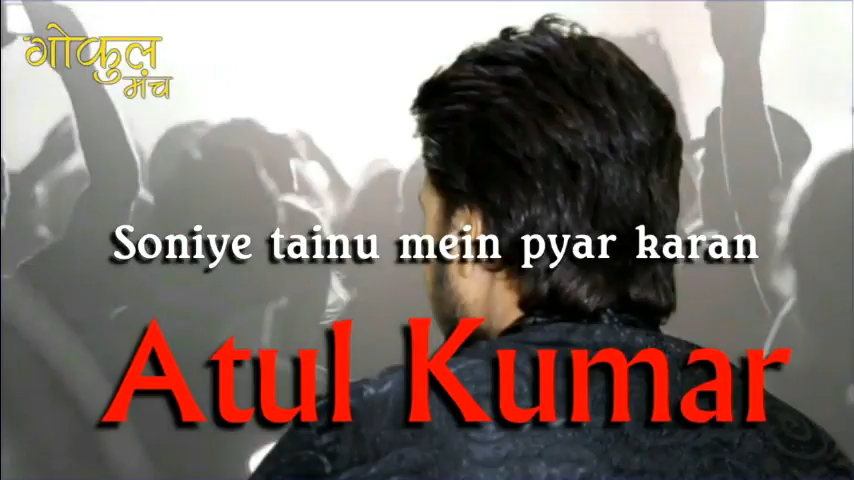 गोकुल
मंच
Soniye tainu mein pyar karan
Atul Kumar